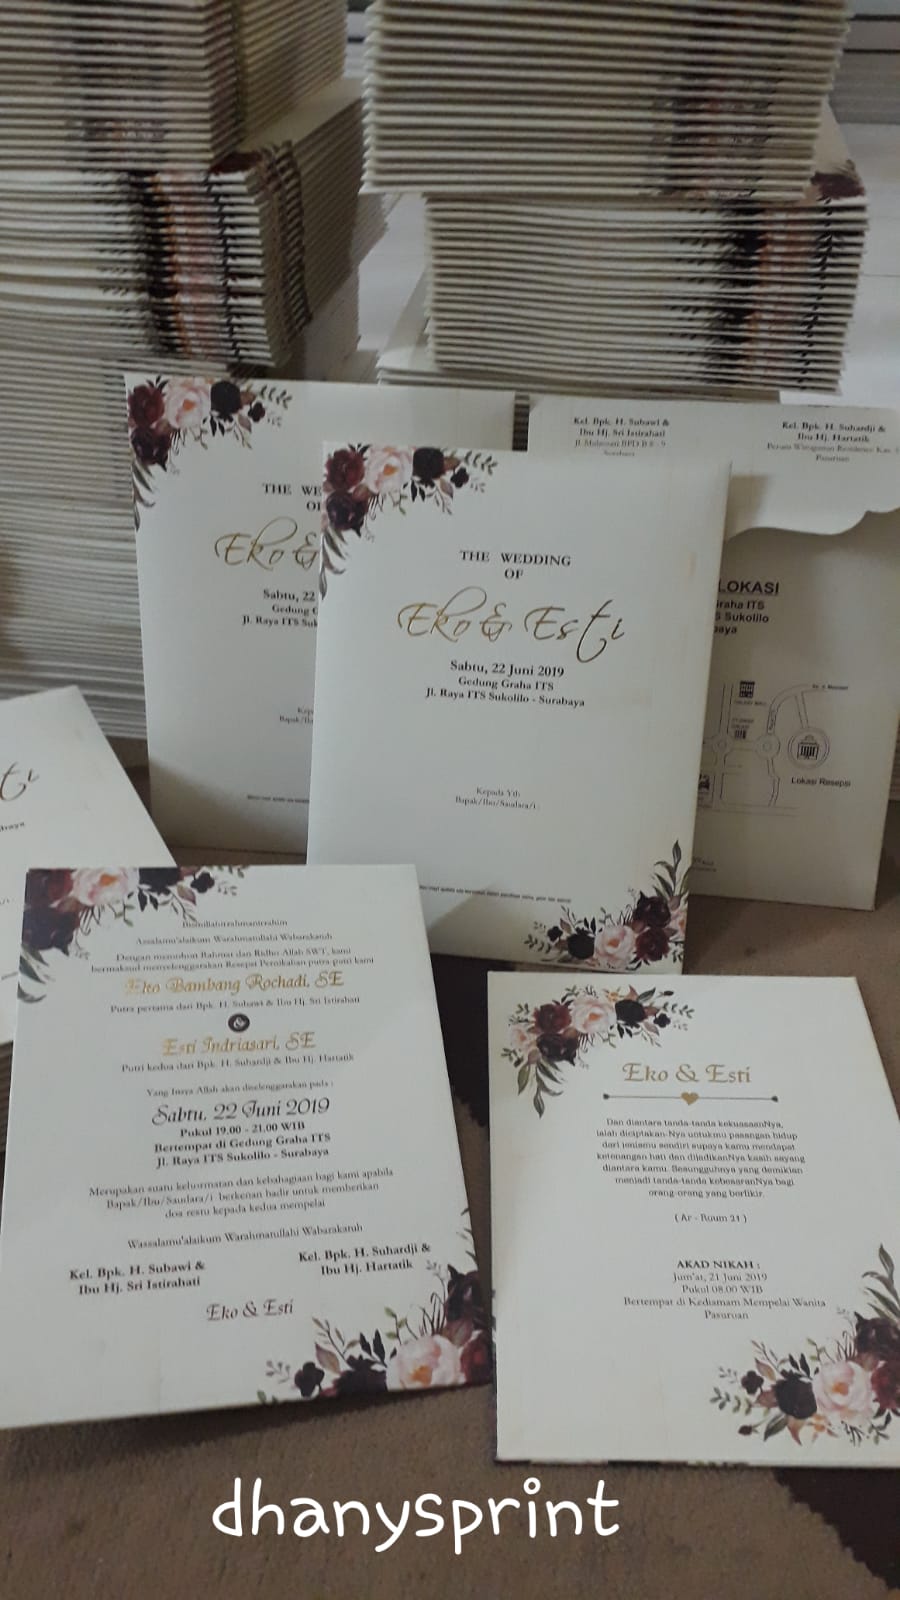 Kel. Bpk. H. Subawi &
Ibu Hj. Sri Istirahati
Surabaya
Kel. Bpk. H. Suhardji &
Ibu Hj. Hartatik
Pasuruan
THE WE
OF
Eko &
Sabtu, 22
Gedung G
Jl. Raya ITS Suk
THE WEDDING
OF
Eko & Esti
Sabtu, 22 Juni 2019
Gedung Graha ITS
Jl. Raya ITS Sukolilo - Surabaya
Kepada Yth
Bapak/Ibu/Saudara/i :
LOKASI
raha ITS
S Sukolilo
baya
Lokasi Resepsi
ti
Bismillahirrahmanirrahim
Assalamu'alaikum Warahmatullahi Wabarakatuh
Dengan memohon Rahmat dan Ridho Allah SWT, kami
bermaksud menyelenggarakan Resepsi Pernikahan putra-putri kami
Eko Bambang Rochadi, SE
Putra pertama dari Bpk. H. Subawi & Ibu Hj. Sri Istirahati
&
Esti Indriasari, SE
Putri kedua dari Bpk. H. Suhardji & Ibu Hj. Hartatik
Yang Insya Allah akan diselenggarakan pada :
Sabtu, 22 Juni 2019
Pukul 19.00 - 21.00 WIB
Bertempat di Gedung Graha ITS
Jl. Raya ITS Sukolilo - Surabaya
Merupakan suatu kehormatan dan kebahagiaan bagi kami apabila
Bapak/Ibu/Saudara/i berkenan hadir untuk memberikan
doa restu kepada kedua mempelai
Wassalamu'alaikum Warahmatullahi Wabarakatuh
Kel. Bpk. H. Subawi &
Ibu Hj. Sri Istirahati
Kel. Bpk. H. Suhardji &
Ibu Hj. Hartatik
Eko & Esti
Eko & Esti
Dan diantara tanda-tanda kekuasaanNya,
ialah diciptakan-Nya untukmu pasangan hidup
dari jenismu sendiri supaya kamu mendapat
ketenangan hati dan dijadikanNya kasih sayang
diantara kamu. Sesungguhnya yang demikian
menjadi tanda-tanda kebesaranNya bagi
orang-orang yang berfikir.
( Ar - Ruum 21 )
AKAD NIKAH :
Jum'at, 21 Juni 2019
Pukul 08.00 WIB
Bertempat di Kediamam Mempelai Wanita
Pasuruan
dhanysprint